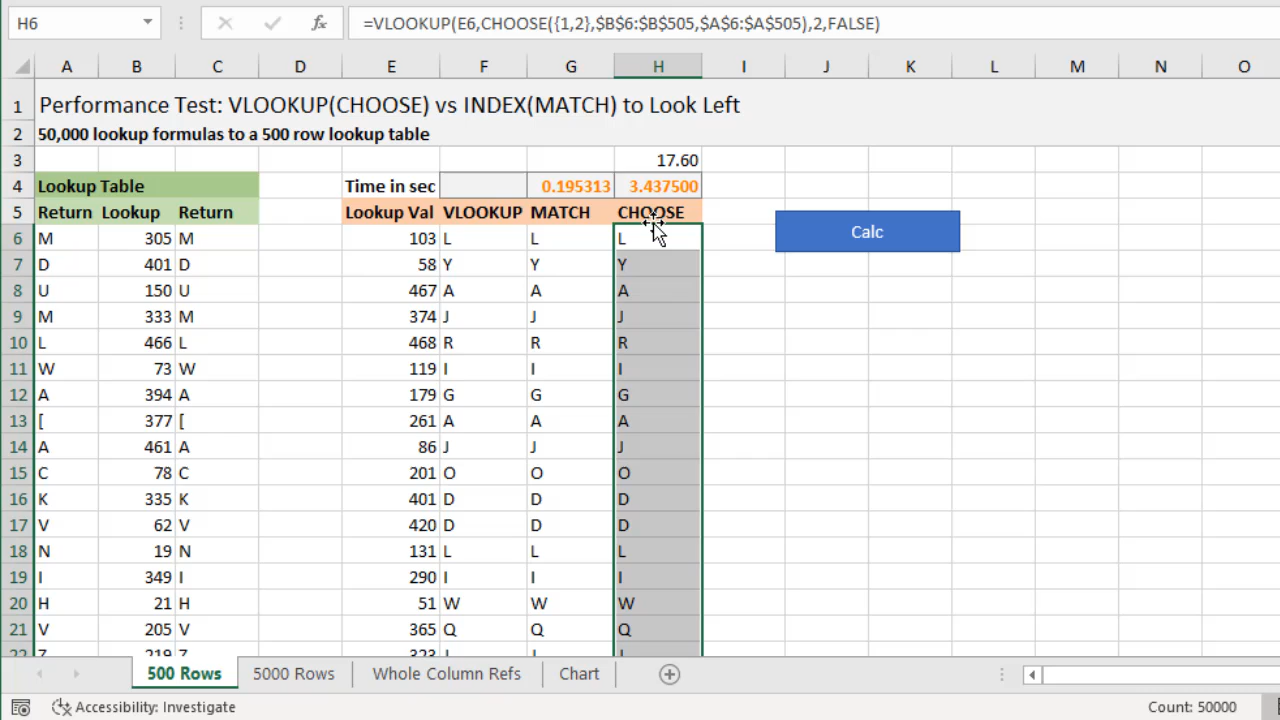 H6 fx =VLOOKUP(E6,CHOOSE({1,2},$B$6:$B$505,$A$6:$A$505),2,FALSE)
A B C D E F G H I J K L M N O
1 Performance Test: VLOOKUP(CHOOSE) vs INDEX(MATCH) to Look Left
2 50,000 lookup formulas to a 500 row lookup table
3 17.60
4 Lookup Table Time in sec 0.195313 3.437500
5 Return Lookup Return Lookup Val VLOOKUP MATCH CHOOSE
6 M 305 M 103 L L L Calc
7 D 401 D 58 Y Y Y
8 U 150 U 467 A A A
9 M 333 M 374 J J J
10 L 466 L 468 R R R
11 W 73 W 119 I I I
12 A 394 A 179 G G G
13 [ 377 [ 261 A A A
14 A 461 A 86 J J J
15 C 78 C 201 O O O
16 K 335 K 401 D D D
17 V 62 V 420 D D D
18 N 19 N 131 L L L
19 I 349 I 290 I I I
20 H 21 H 51 W W W
21 V 205 V 365 Q Q Q
22 Z 219 Z 323
500 Rows 5000 Rows Whole Column Refs Chart
Accessibility: Investigate Count: 50000